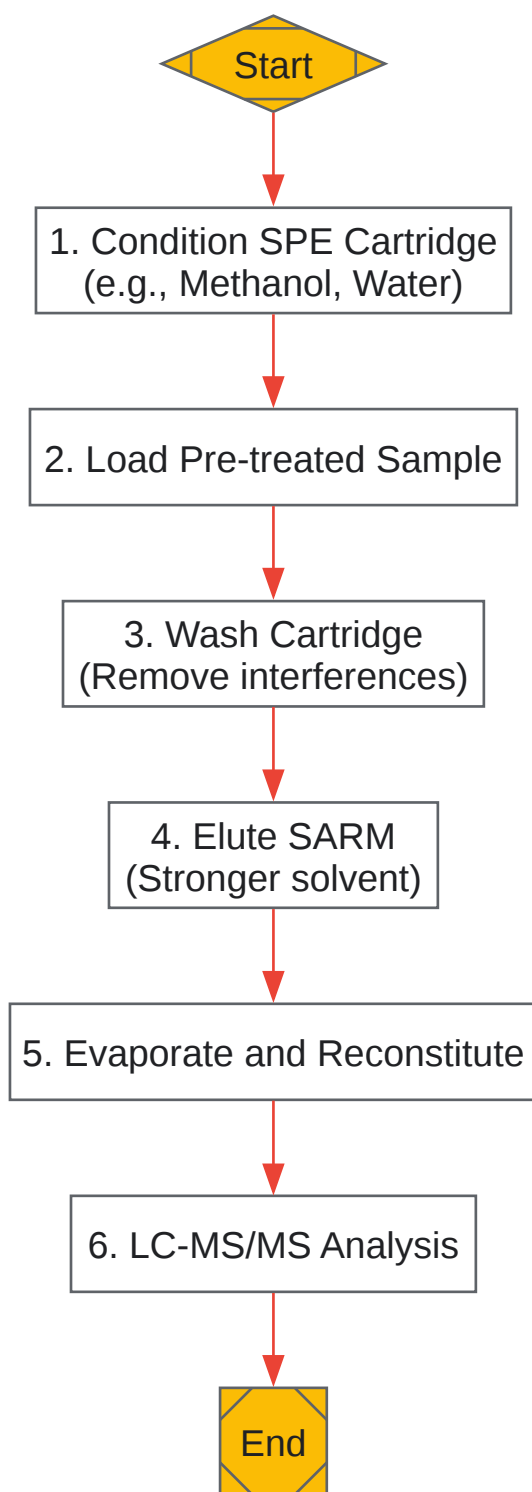 Start
1. Condition SPE Cartridge
(e.g., Methanol, Water)
2. Load Pre-treated Sample
3. Wash Cartridge
(Remove interferences)
4. Elute SARM
(Stronger solvent)
5. Evaporate and Reconstitute
6. LC-MS/MS Analysis
End